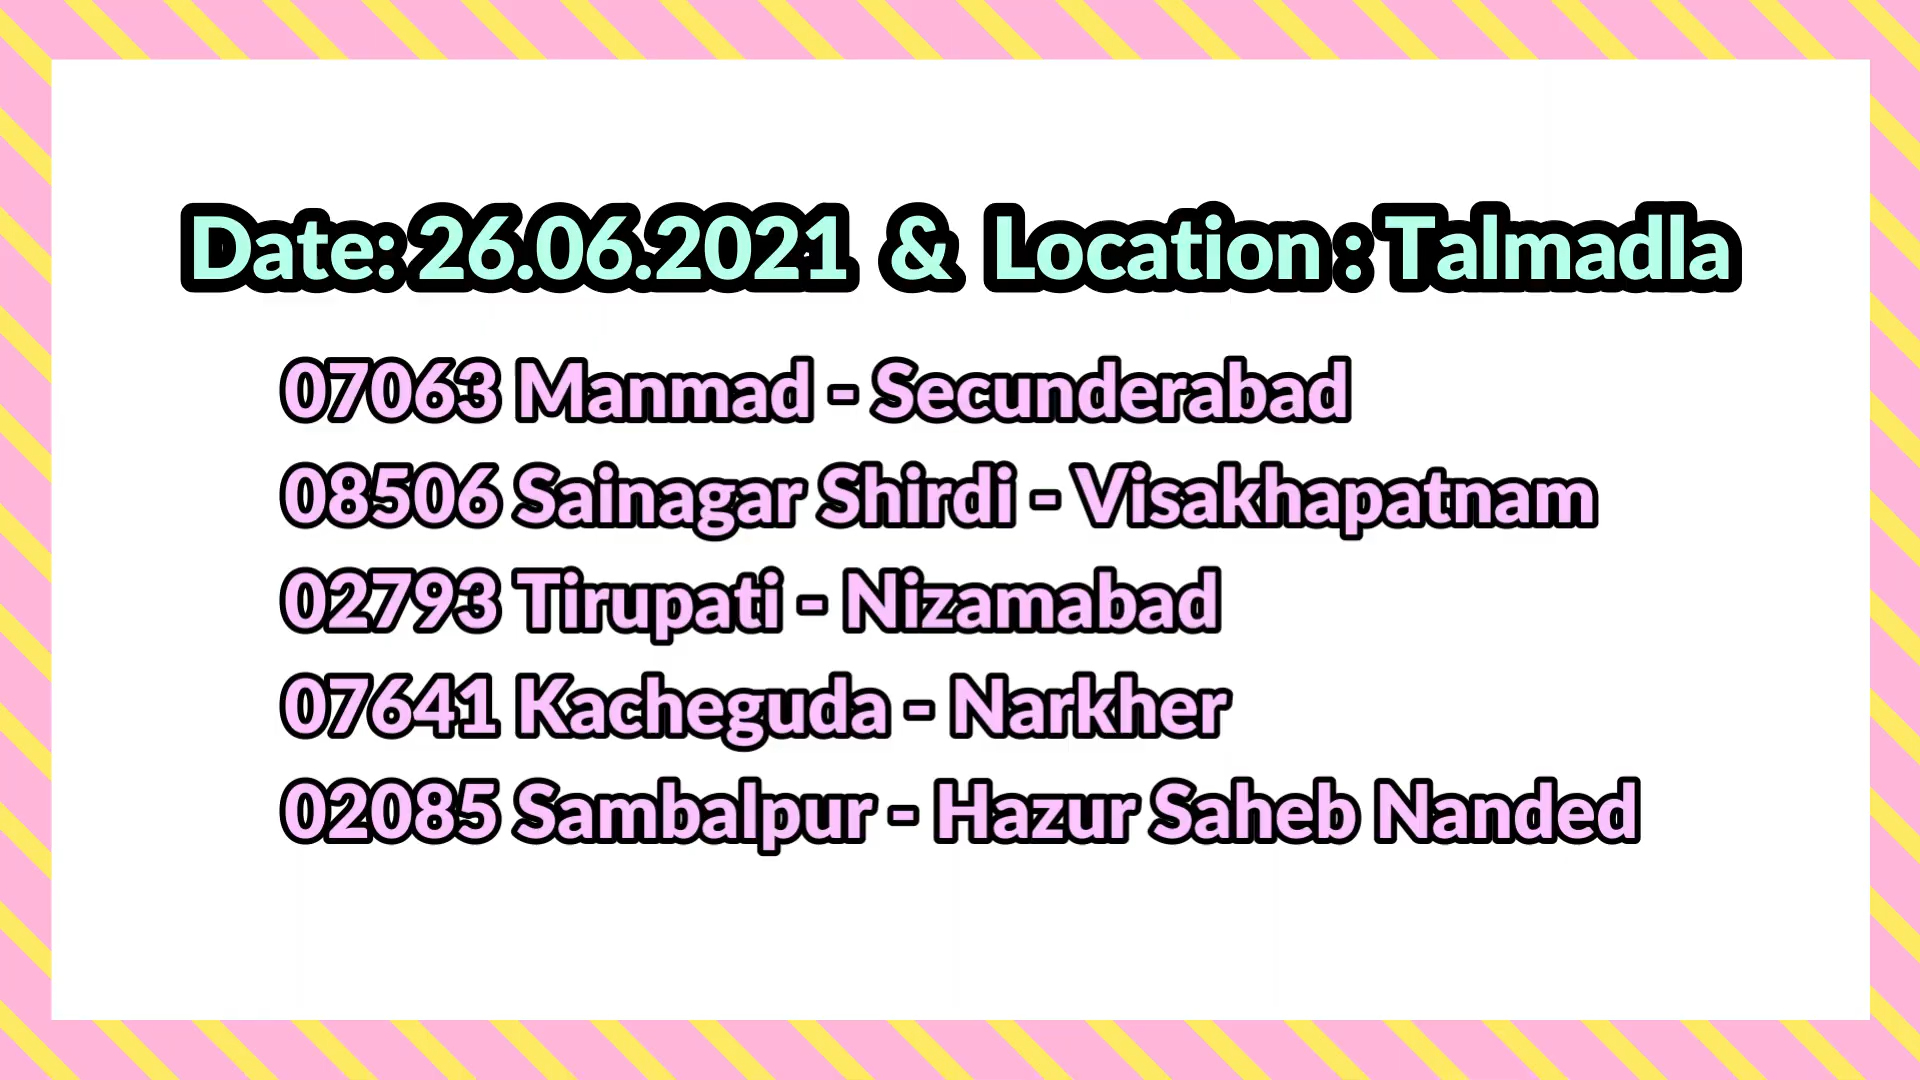 Date: 26.06.2021 & Location : Talmadla
07063 Manmad - Secunderabad
08506 Sainagar Shirdi - Visakhapatnam
02793 Tirupati - Nizamabad
07641 Kacheguda - Narkher
02085 Sambalpur - Hazur Saheb Nanded